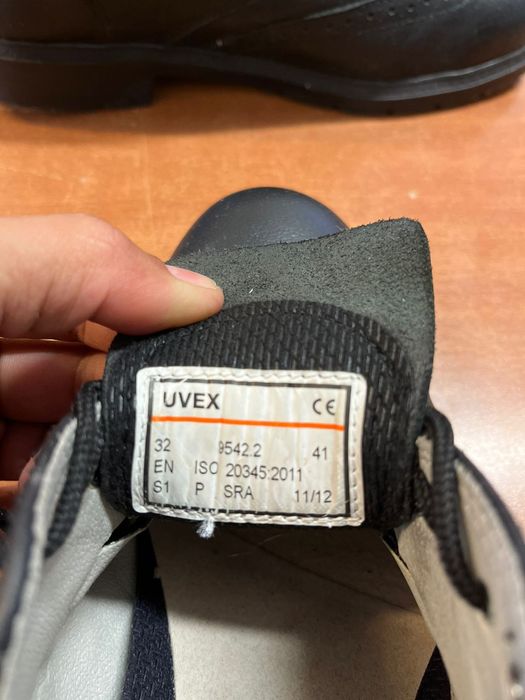 UVEX CE
32 9542.2 41
EN ISO 20345:2011
S1 P SRA 11/12